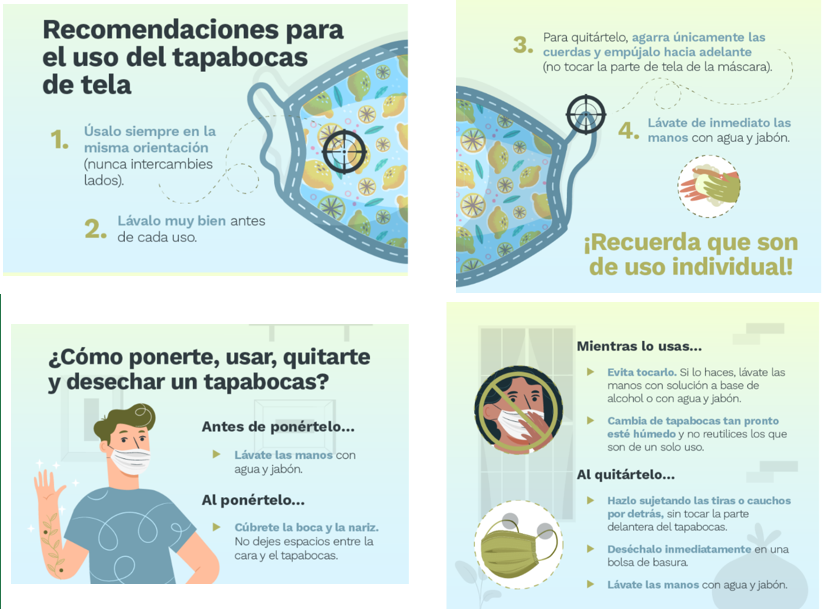 Recomendaciones para
el uso del tapabocas
de tela
1.
Úsalo siempre en la
misma orientación
(nunca intercambies
lados).
2.
Lávalo muy bien antes
de cada uso.
3.
Para quitártelo, agarra únicamente las
cuerdas y empújalo hacia adelante
(no tocar la parte de tela de la máscara).
4.
Lávate de inmediato las
manos con agua y jabón.
¡Recuerda que son
de uso individual!
¿Cómo ponerte, usar, quitarte
y desechar un tapabocas?
Antes de ponértelo...
Lávate las manos con
agua y jabón.
Al ponértelo...
Cúbrete la boca y la nariz.
No dejes espacios entre la
cara y el tapabocas.
Mientras lo usas...
Evita tocarlo. Si lo haces, lávate las
manos con solución a base de
alcohol o con agua y jabón.
Cambia de tapabocas tan pronto
esté húmedo y no reutilices los que
son de un solo uso.
Al quitártelo...
Hazlo sujetando las tiras o cauchos
por detrás, sin tocar la parte
delantera del tapabocas.
Deséchalo inmediatamente en una
bolsa de basura.
Lávate las manos con agua y jabón.